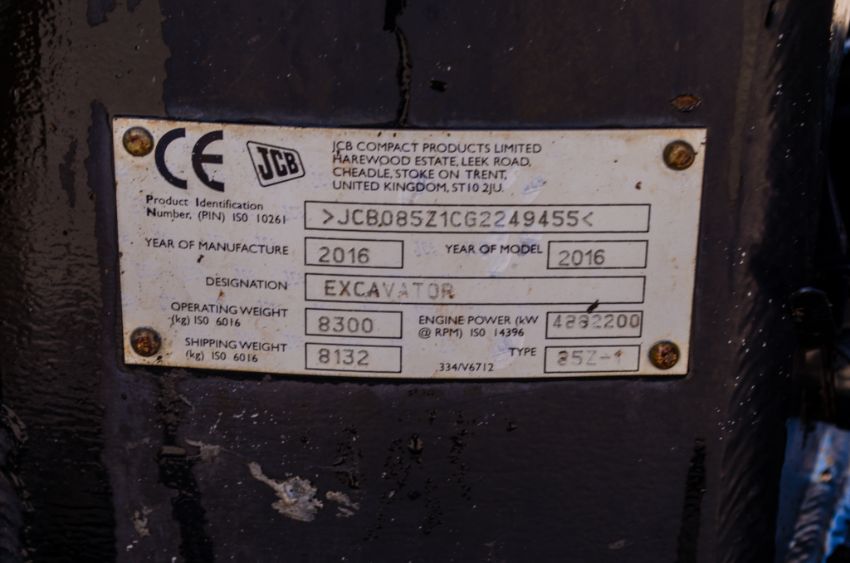 CE JCB
JCB COMPACT PRODUCTS LIMITED
HAREWOOD ESTATE, LEEK ROAD,
CHEADLE, STOKE ON TRENT,
UNITED KINGDOM, ST10 2JU.
Product Identification
Number, (PIN) ISO 10261
>JCB085Z1CG2249455<
YEAR OF MANUFACTURE 2016 YEAR OF MODEL 2016
DESIGNATION EXCAVATOR
OPERATING WEIGHT
(kg) ISO 6016 8300
ENGINE POWER (kW
@ RPM) ISO 14396
SHIPPING WEIGHT
(kg) ISO 6016 8132
334/V6712
TYPE 85Z-1